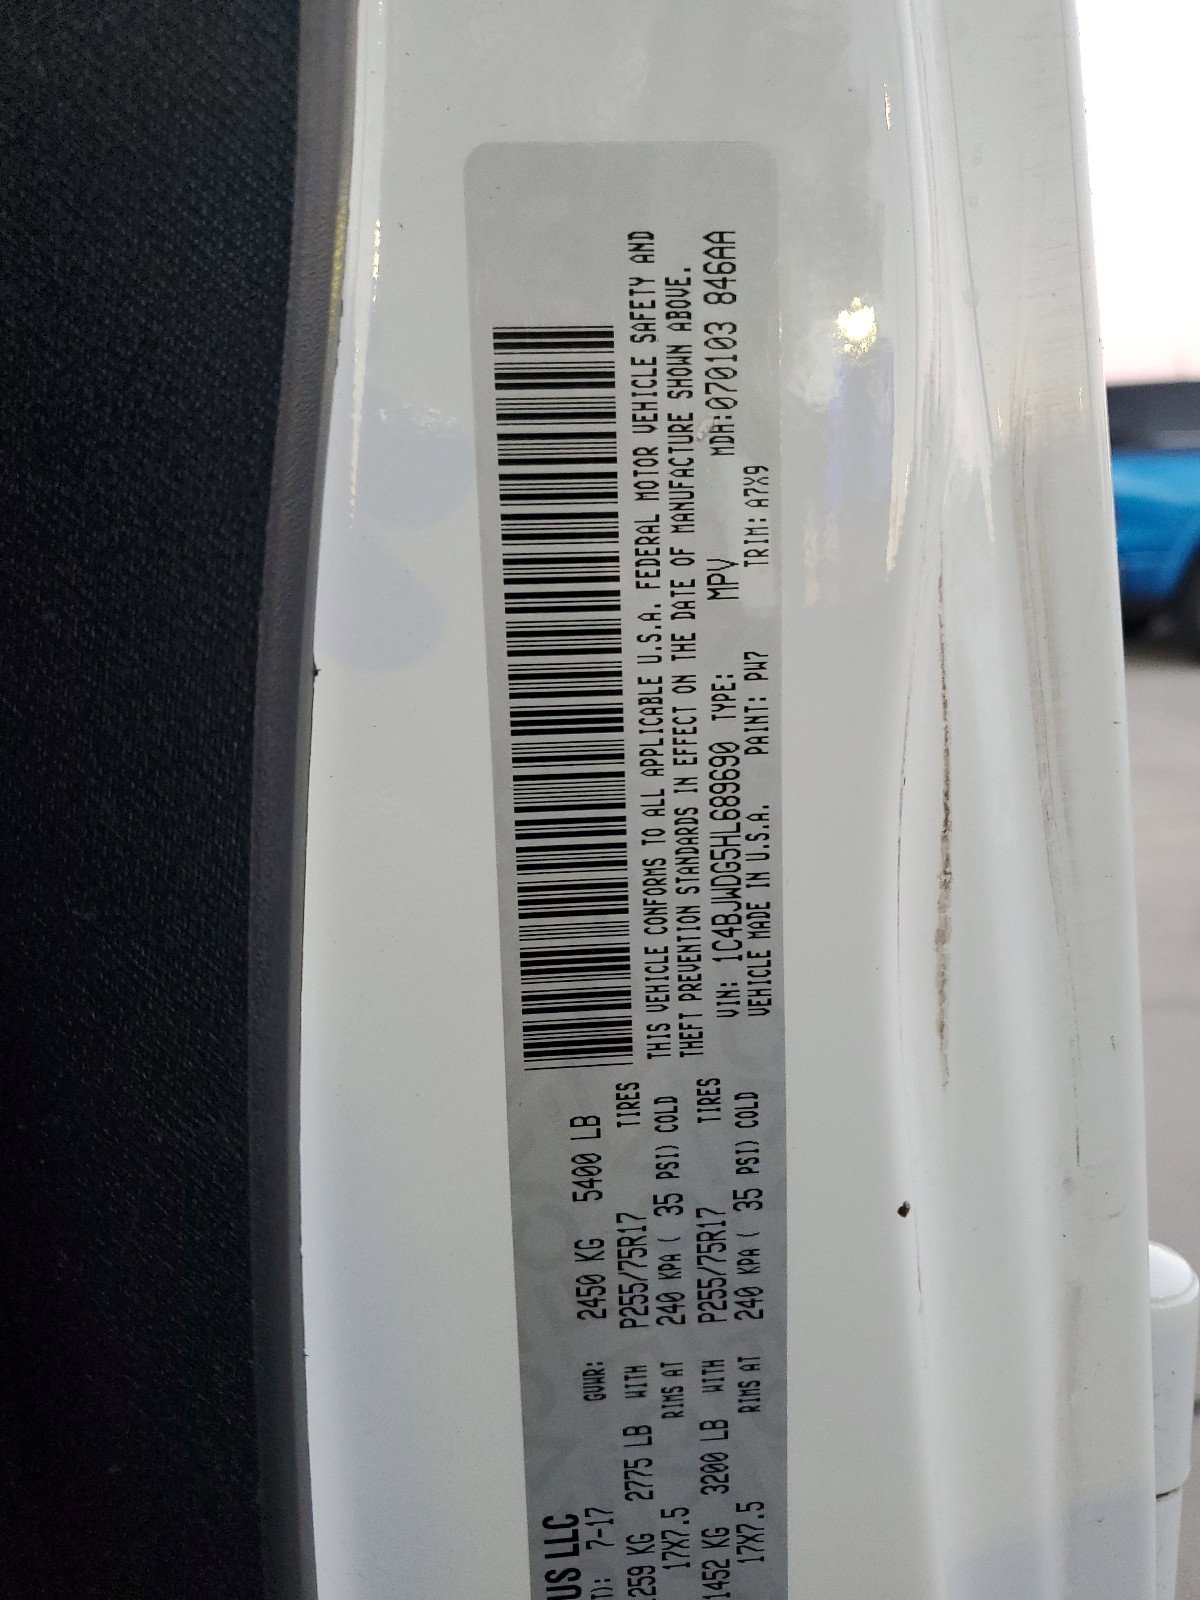 US LLC
T): 7-17 GVWR: 2450 KG 5400 LB
259 KG 2775 LB WITH P255/75R17 TIRES
17X7.5 RIMS AT 240 KPA ( 35 PSI) COLD
1452 KG 3200 LB WITH P255/75R17 TIRES
17X7.5 RIMS AT 240 KPA ( 35 PSI) COLD
THIS VEHICLE CONFORMS TO ALL APPLICABLE U.S.A. FEDERAL MOTOR VEHICLE SAFETY AND
THEFT PREVENTION STANDARDS IN EFFECT ON THE DATE OF MANUFACTURE SHOWN ABOVE.
VIN: 1C4BJWDG5HL689690 TYPE: MPV MDH:070103 846AA
VEHICLE MADE IN U.S.A. PAINT: PW7 TRIM: A7X9